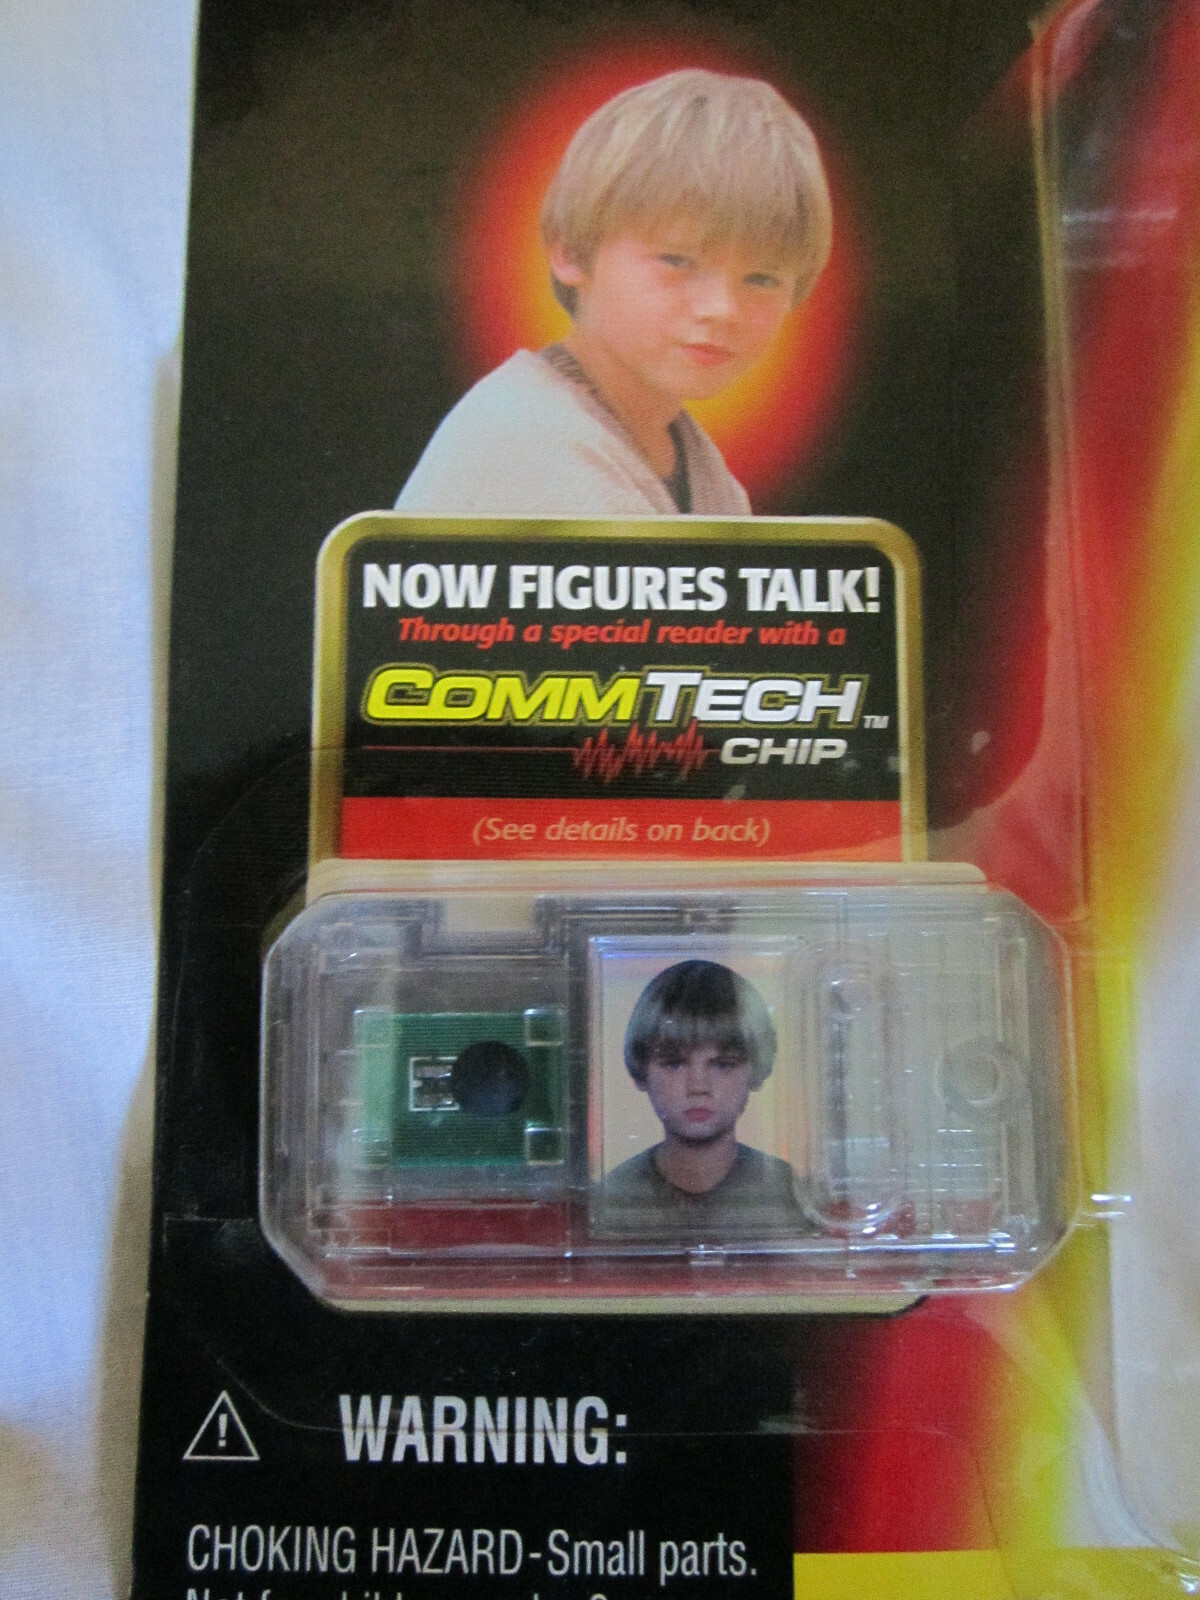 NOW FIGURES TALK!
Through a special reader with a
COMMTECH™
CHIP
(See details on back)
WARNING:
CHOKING HAZARD-Small parts.